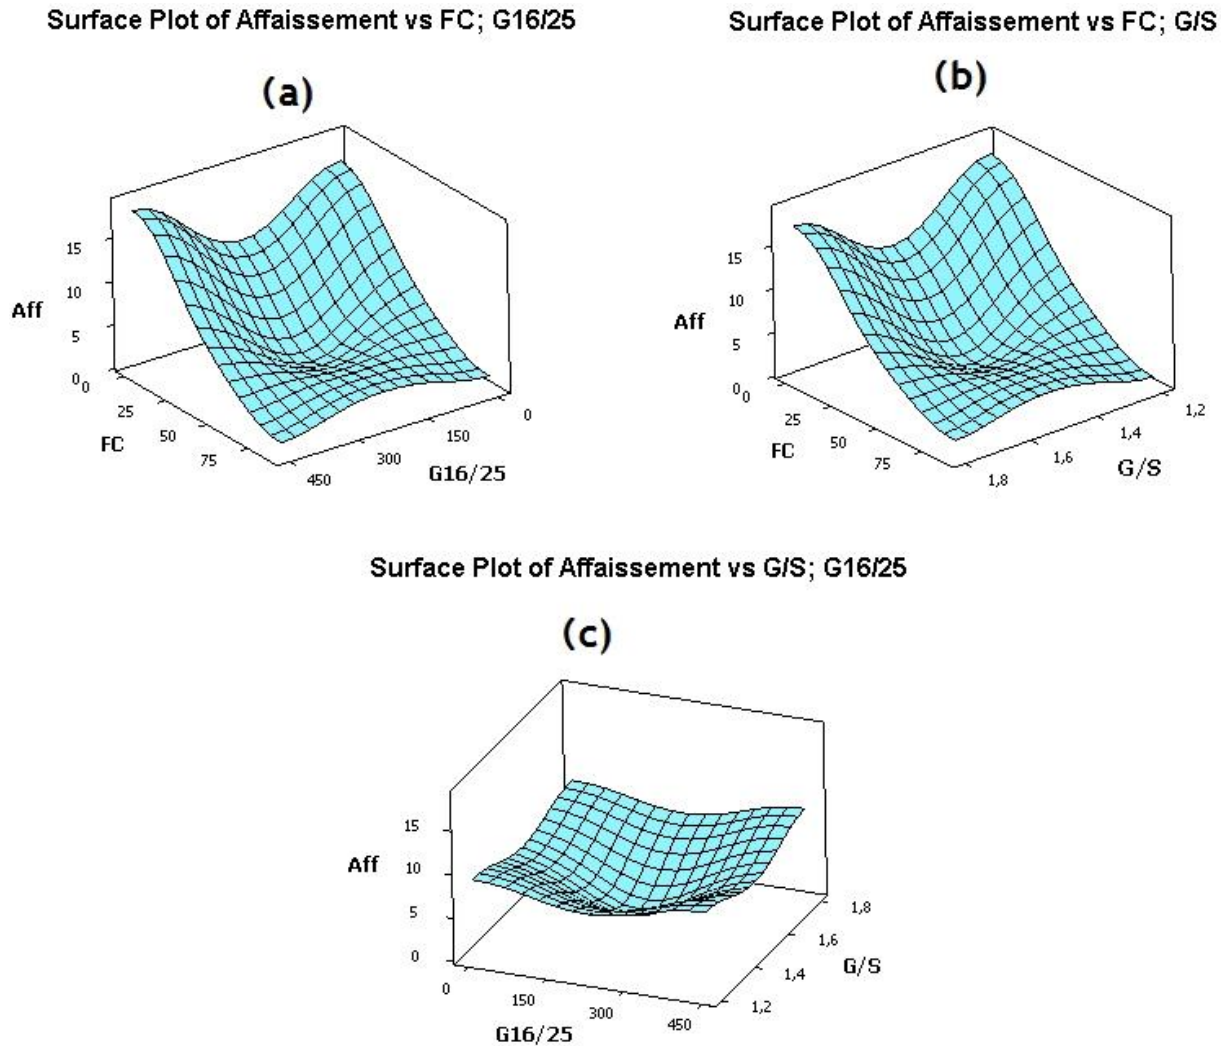 Surface Plot of Affaissement vs FC; G16/25
(a)
15
10
Aff
5
0
0
25
50
FC
75
0
150
300
G16/25
450
Surface Plot of Affaissement vs FC; G/S
(b)
15
10
Aff
5
0
0
25
50
FC
75
1,2
1,4
1,6
G/S
1,8
Surface Plot of Affaissement vs G/S; G16/25
(c)
15
Aff
10
5
0
0
150
300
450
G16/25
1,8
1,6
G/S
1,4
1,2